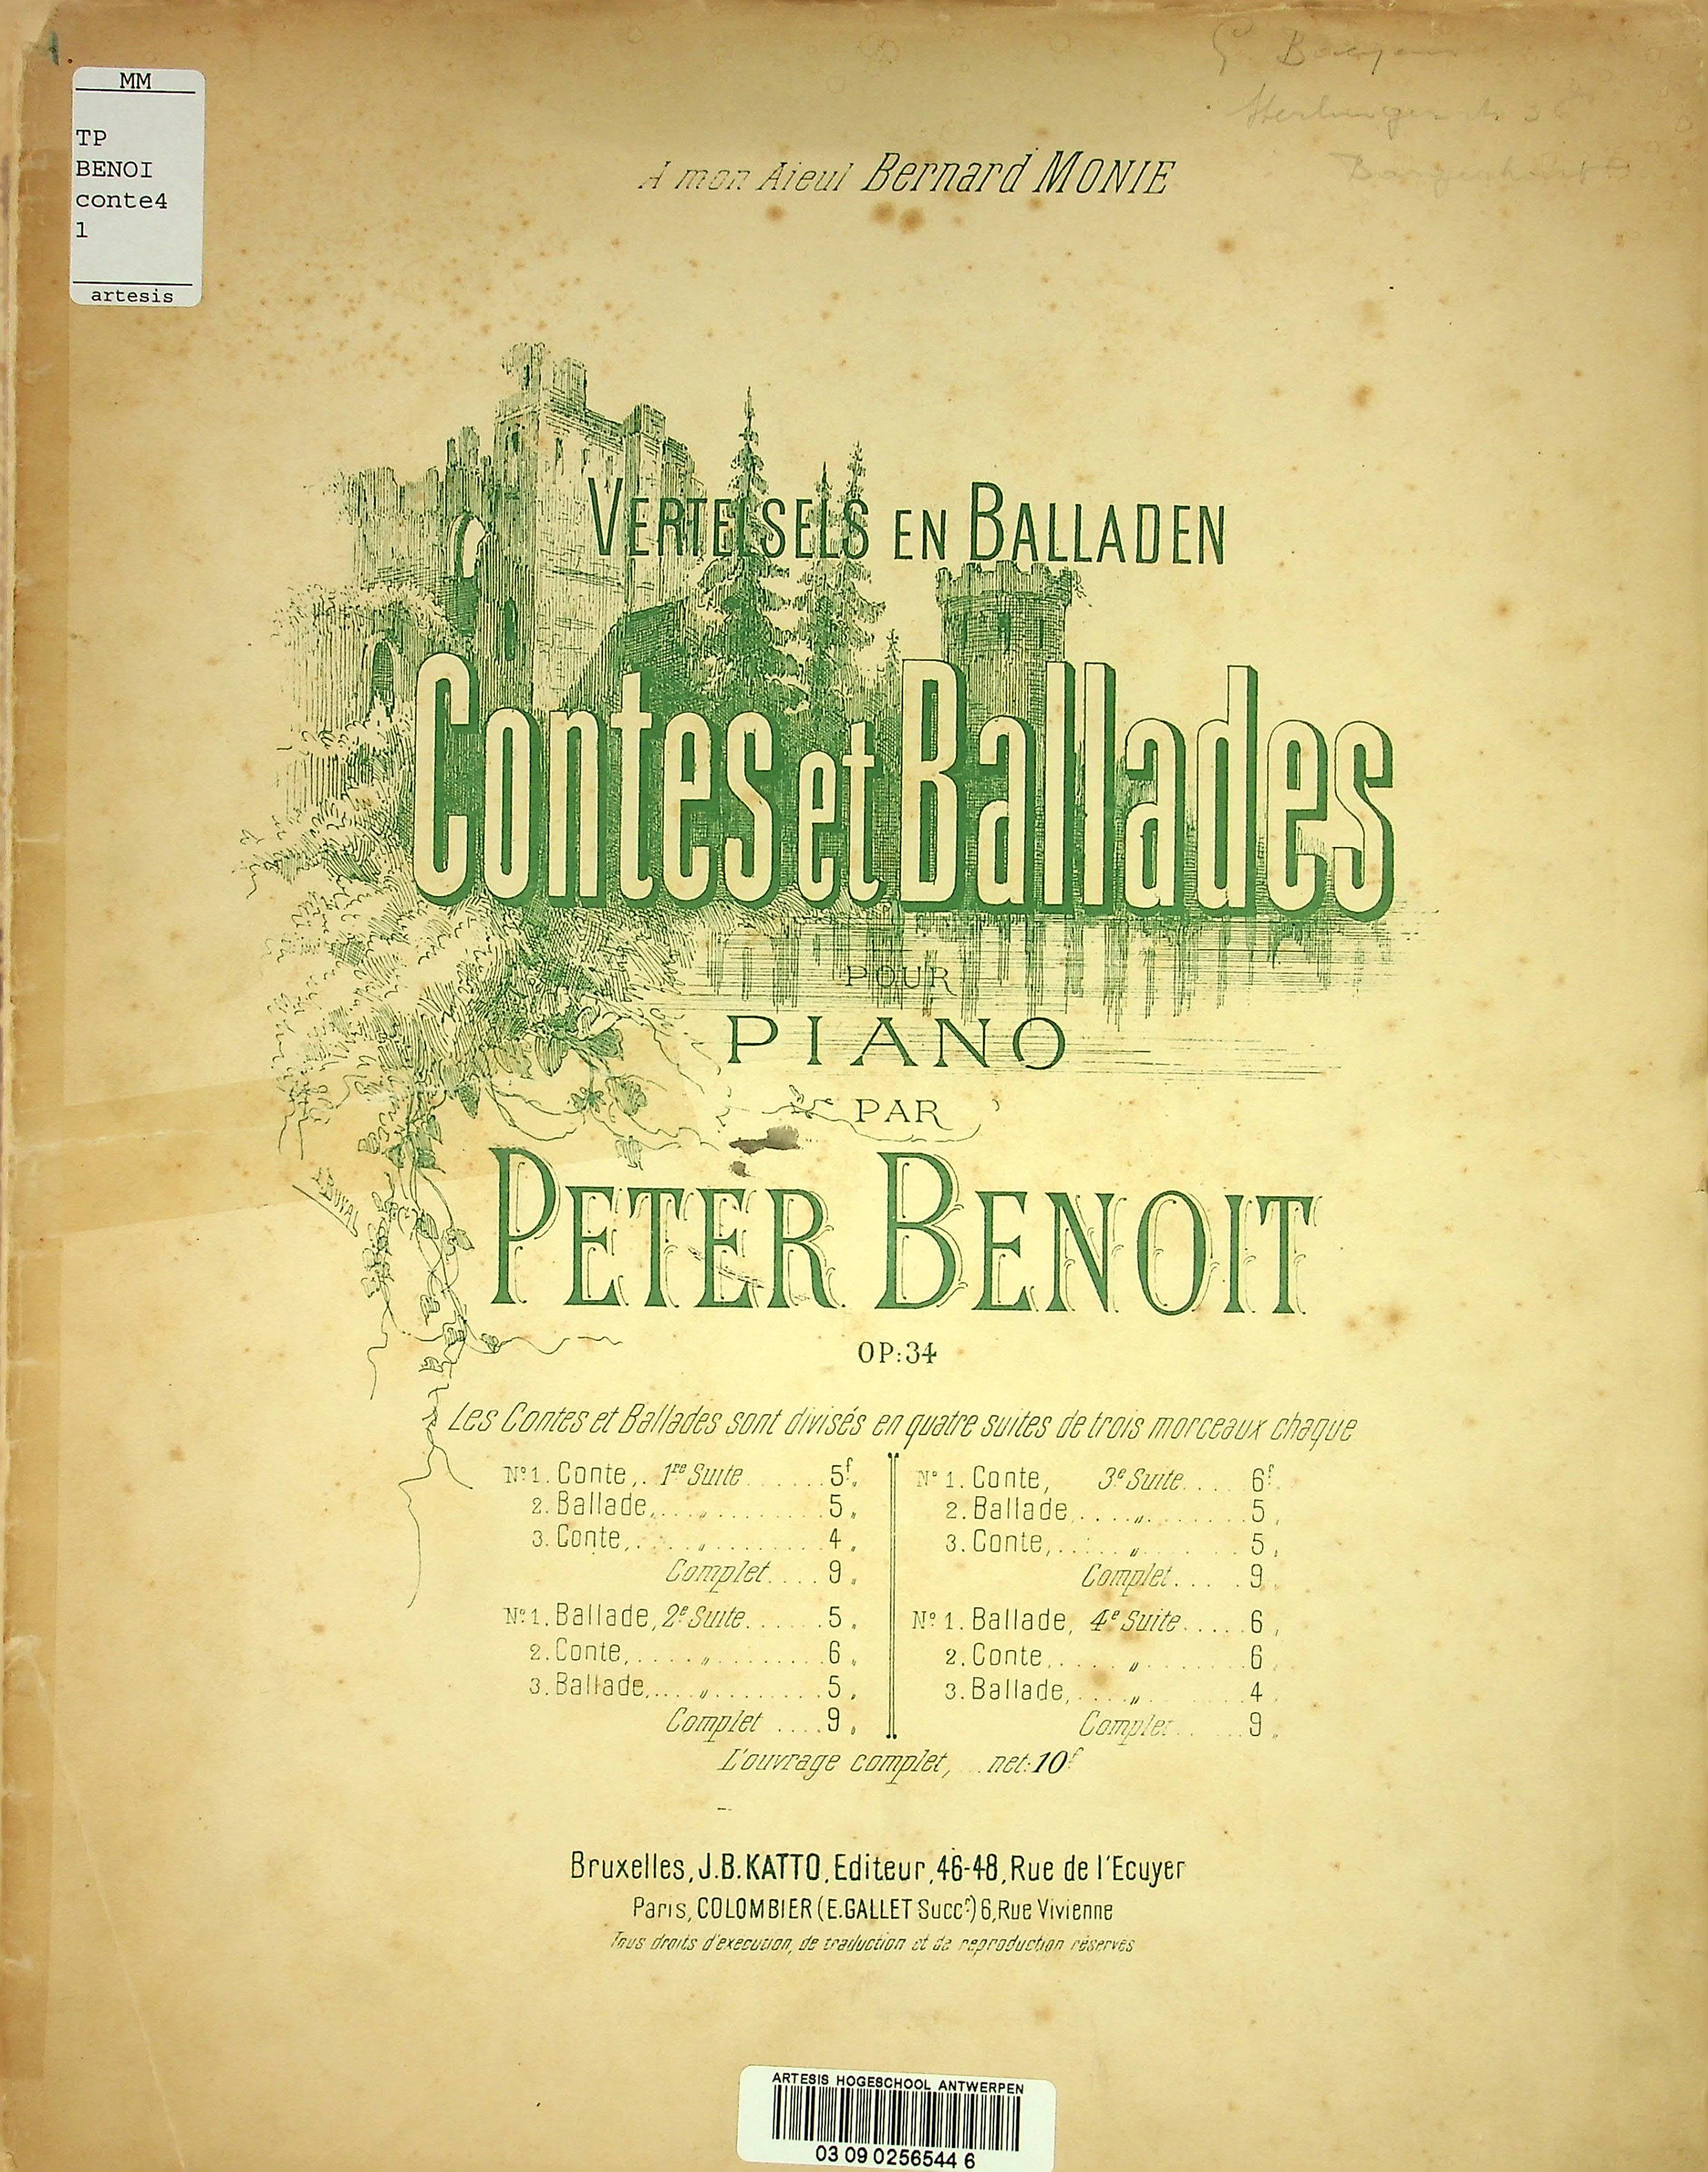 MM
TP
BENOI
conte4
1
artesis
A mon Aïeul Bernard MONIE
VERTELSELS EN BALLADEN
Contes et Ballades
POUR
PIANO
PAR
PETER BENOIT
OP:34
Les Contes et Ballades sont divisés en quatre suites de trois morceaux chaque
Nº 1. Conte,. 1re Suite ...... 5f„
2. Ballade,.... „ ......... 5„
3. Conte,..... „ ......... 4„
Complet.... 9„
Nº 1. Ballade, 2e Suite...... 5„
2. Conte,..... „ ........ 6„
3. Ballade,.... „ ........ 5„
Complet .... 9„
Nº 1. Conte, 3e Suite.... 6f„
2. Ballade..... „ ....... 5„
3. Conte,..... „ ...... 5„
Complet.... 9„
Nº 1. Ballade, 4e Suite..... 6„
2. Conte,..... „ ....... 6„
3. Ballade,.... „ ....... 4„
Complet ..... 9„
L'ouvrage complet, net: 10f
Bruxelles, J.B. KATTO, Editeur, 46-48, Rue de l'Ecuyer
Paris, COLOMBIER (E. GALLET Succr) 6, Rue Vivienne
Tous droits d'execution, de traduction et de reproduction réservés
ARTESIS HOGESCHOOL ANTWERPEN
03 09 0256544 6